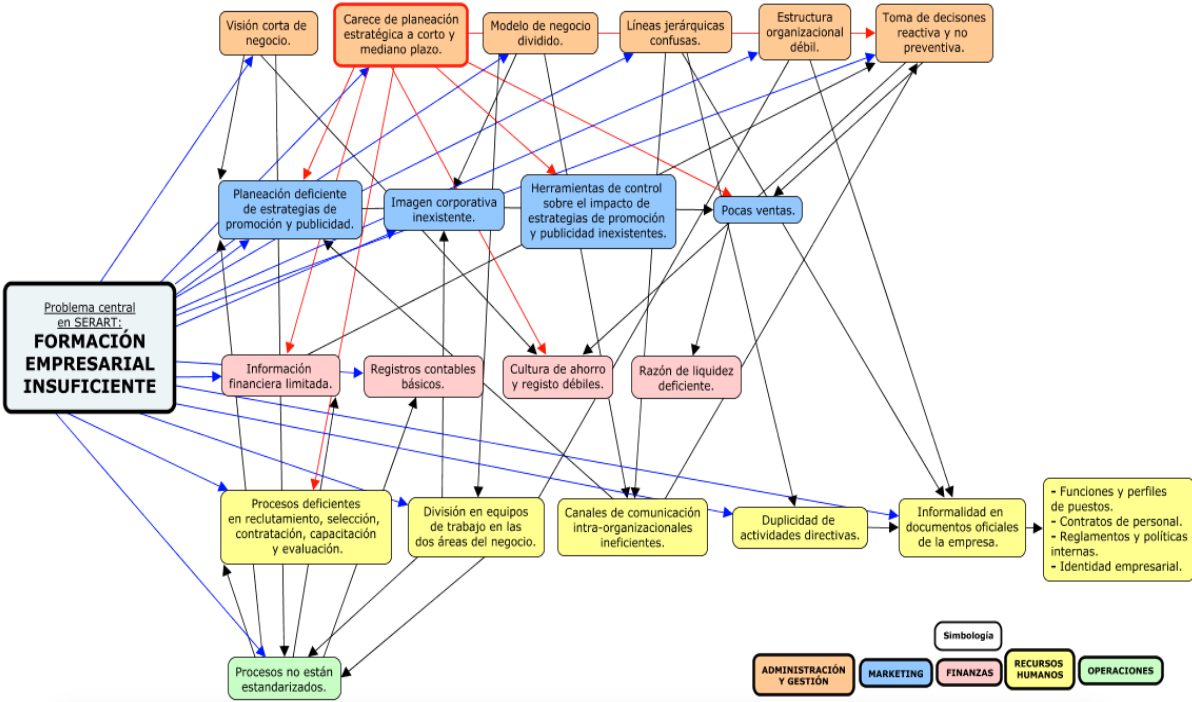 Visión corta de
negocio.
Carece de planeación
estratégica a corto y
mediano plazo.
Modelo de negocio
dividido.
Líneas jerárquicas
confusas.
Estructura
organizacional
débil.
Toma de decisones
reactiva y no
preventiva.
Planeación deficiente
de estrategias de
promoción y publicidad.
Imagen corporativa
inexistente.
Herramientas de control
sobre el impacto de
estrategias de promoción
y publicidad inexistentes.
Pocas ventas.
Problema central
en SERART:
FORMACIÓN
EMPRESARIAL
INSUFICIENTE
Información
financiera limitada.
Registros contables
básicos.
Cultura de ahorro
y registo débiles.
Razón de liquidez
deficiente.
Procesos deficientes
en reclutamiento, selección,
contratación, capacitación
y evaluación.
División en equipos
de trabajo en las
dos áreas del negocio.
Canales de comunicación
intra-organizacionales
ineficientes.
Duplicidad de
actividades directivas.
Informalidad en
documentos oficiales
de la empresa.
- Funciones y perfiles
de puestos.
- Contratos de personal.
- Reglamentos y políticas
internas.
- Identidad empresarial.
Procesos no están
estandarizados.
Simbología
ADMINISTRACIÓN
Y GESTIÓN
MARKETING
FINANZAS
RECURSOS
HUMANOS
OPERACIONES